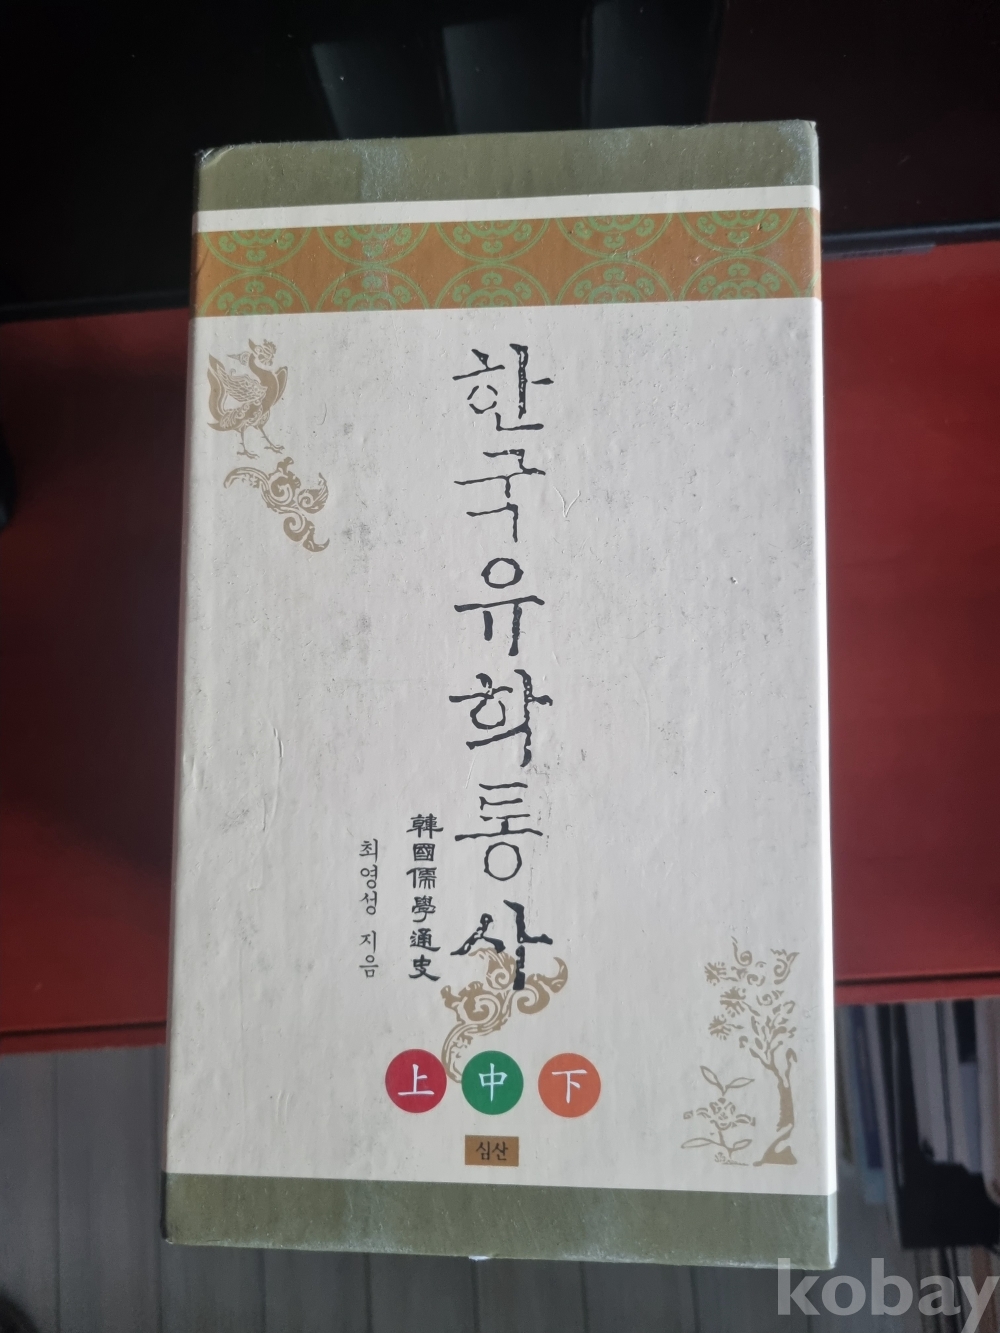 한국유학통사
韓國儒學通史
최영성 지음
上 中 下
심산
kobay